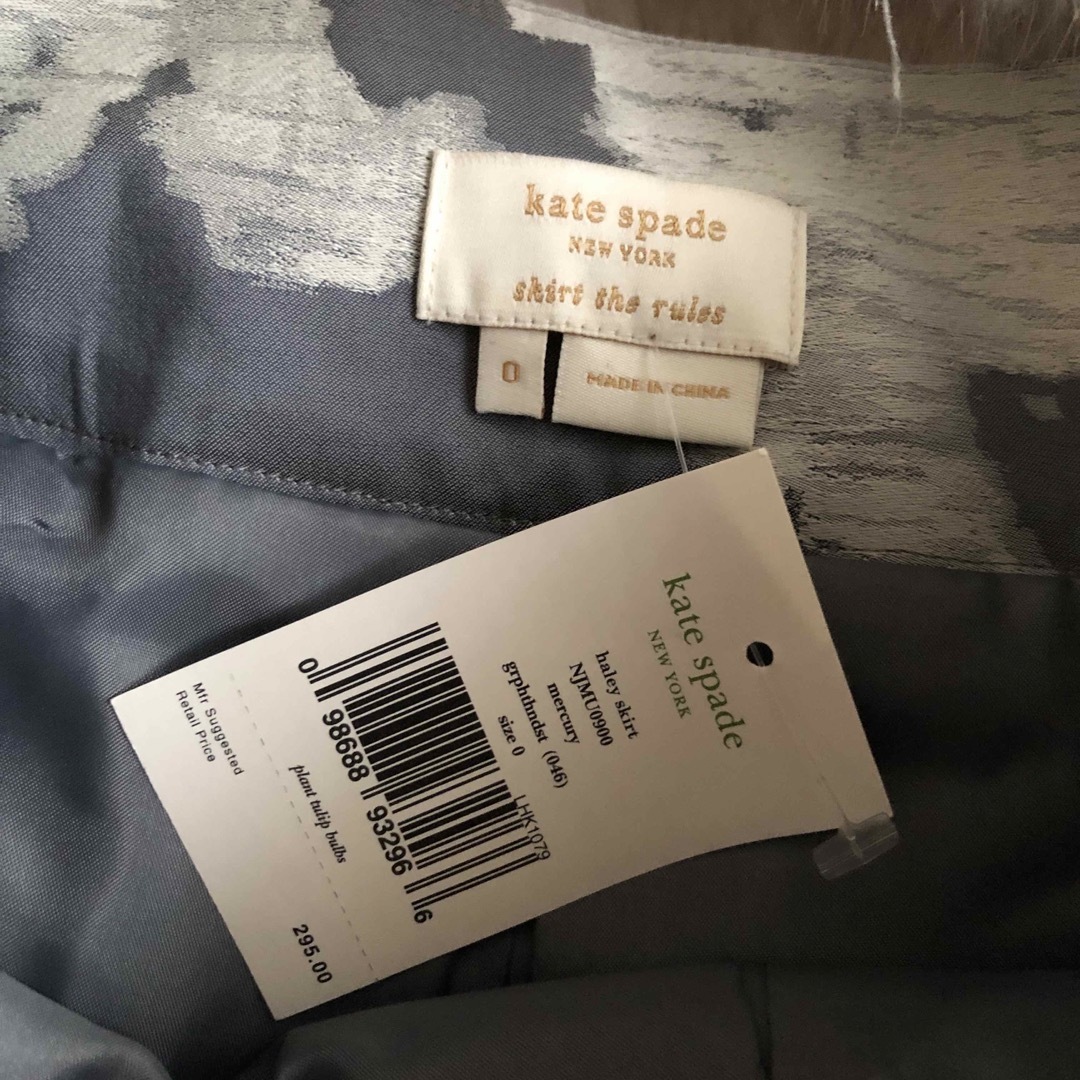 kate spade
NEW YORK
skirt the rules
0
MADE IN CHINA
kate spade
NEW YORK
haley skirt
NJMU0900
mercury
grphthndst (046)
size 0
LHK1079
0 98688 93296 6
plant tulip bulbs
Mfr Suggested
Retail Price
295.00